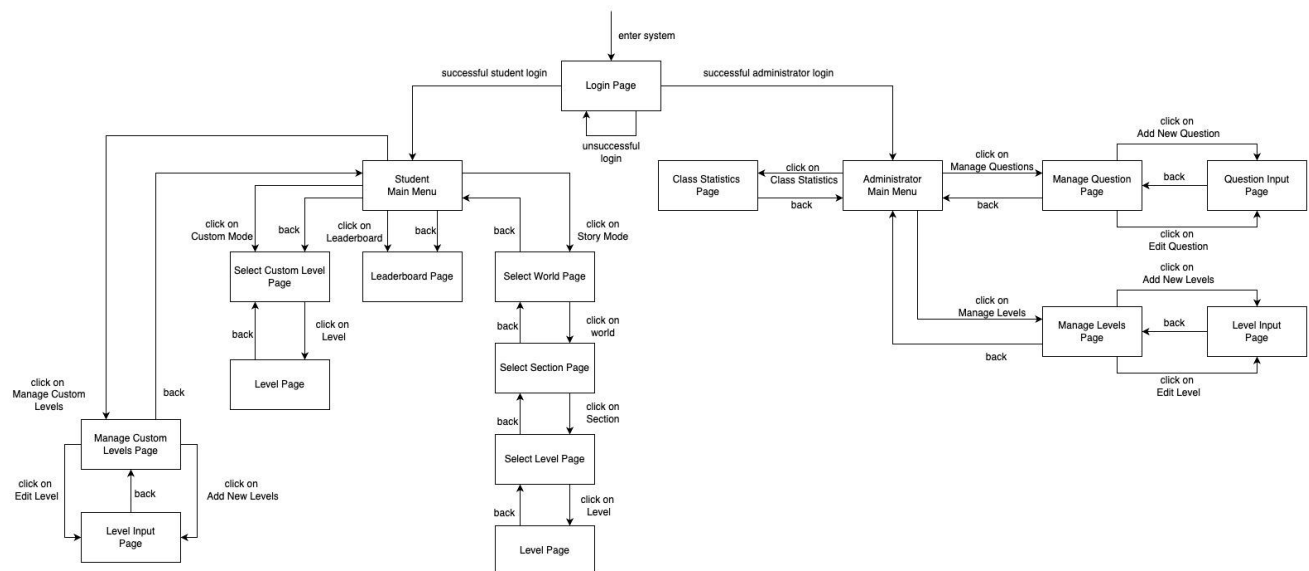 enter system
successful student login
successful administrator login
Login Page
unsuccessful
login
Student
Main Menu
click on
Custom Mode
back
click on
Leaderboard
back
back
click on
Story Mode
Select Custom Level
Page
Leaderboard Page
Select World Page
back
click on
Level
Level Page
back
click on
world
Select Section Page
back
click on
Section
Select Level Page
back
click on
Level
Level Page
click on
Manage Custom
Levels
back
Manage Custom
Levels Page
click on
Edit Level
back
click on
Add New Levels
Level Input
Page
Class Statistics
Page
click on
Class Statistics
back
Administrator
Main Menu
click on
Manage Questions
back
Manage Question
Page
click on
Add New Question
back
click on
Edit Question
Question Input
Page
click on
Manage Levels
back
Manage Levels
Page
click on
Add New Levels
back
click on
Edit Level
Level Input
Page